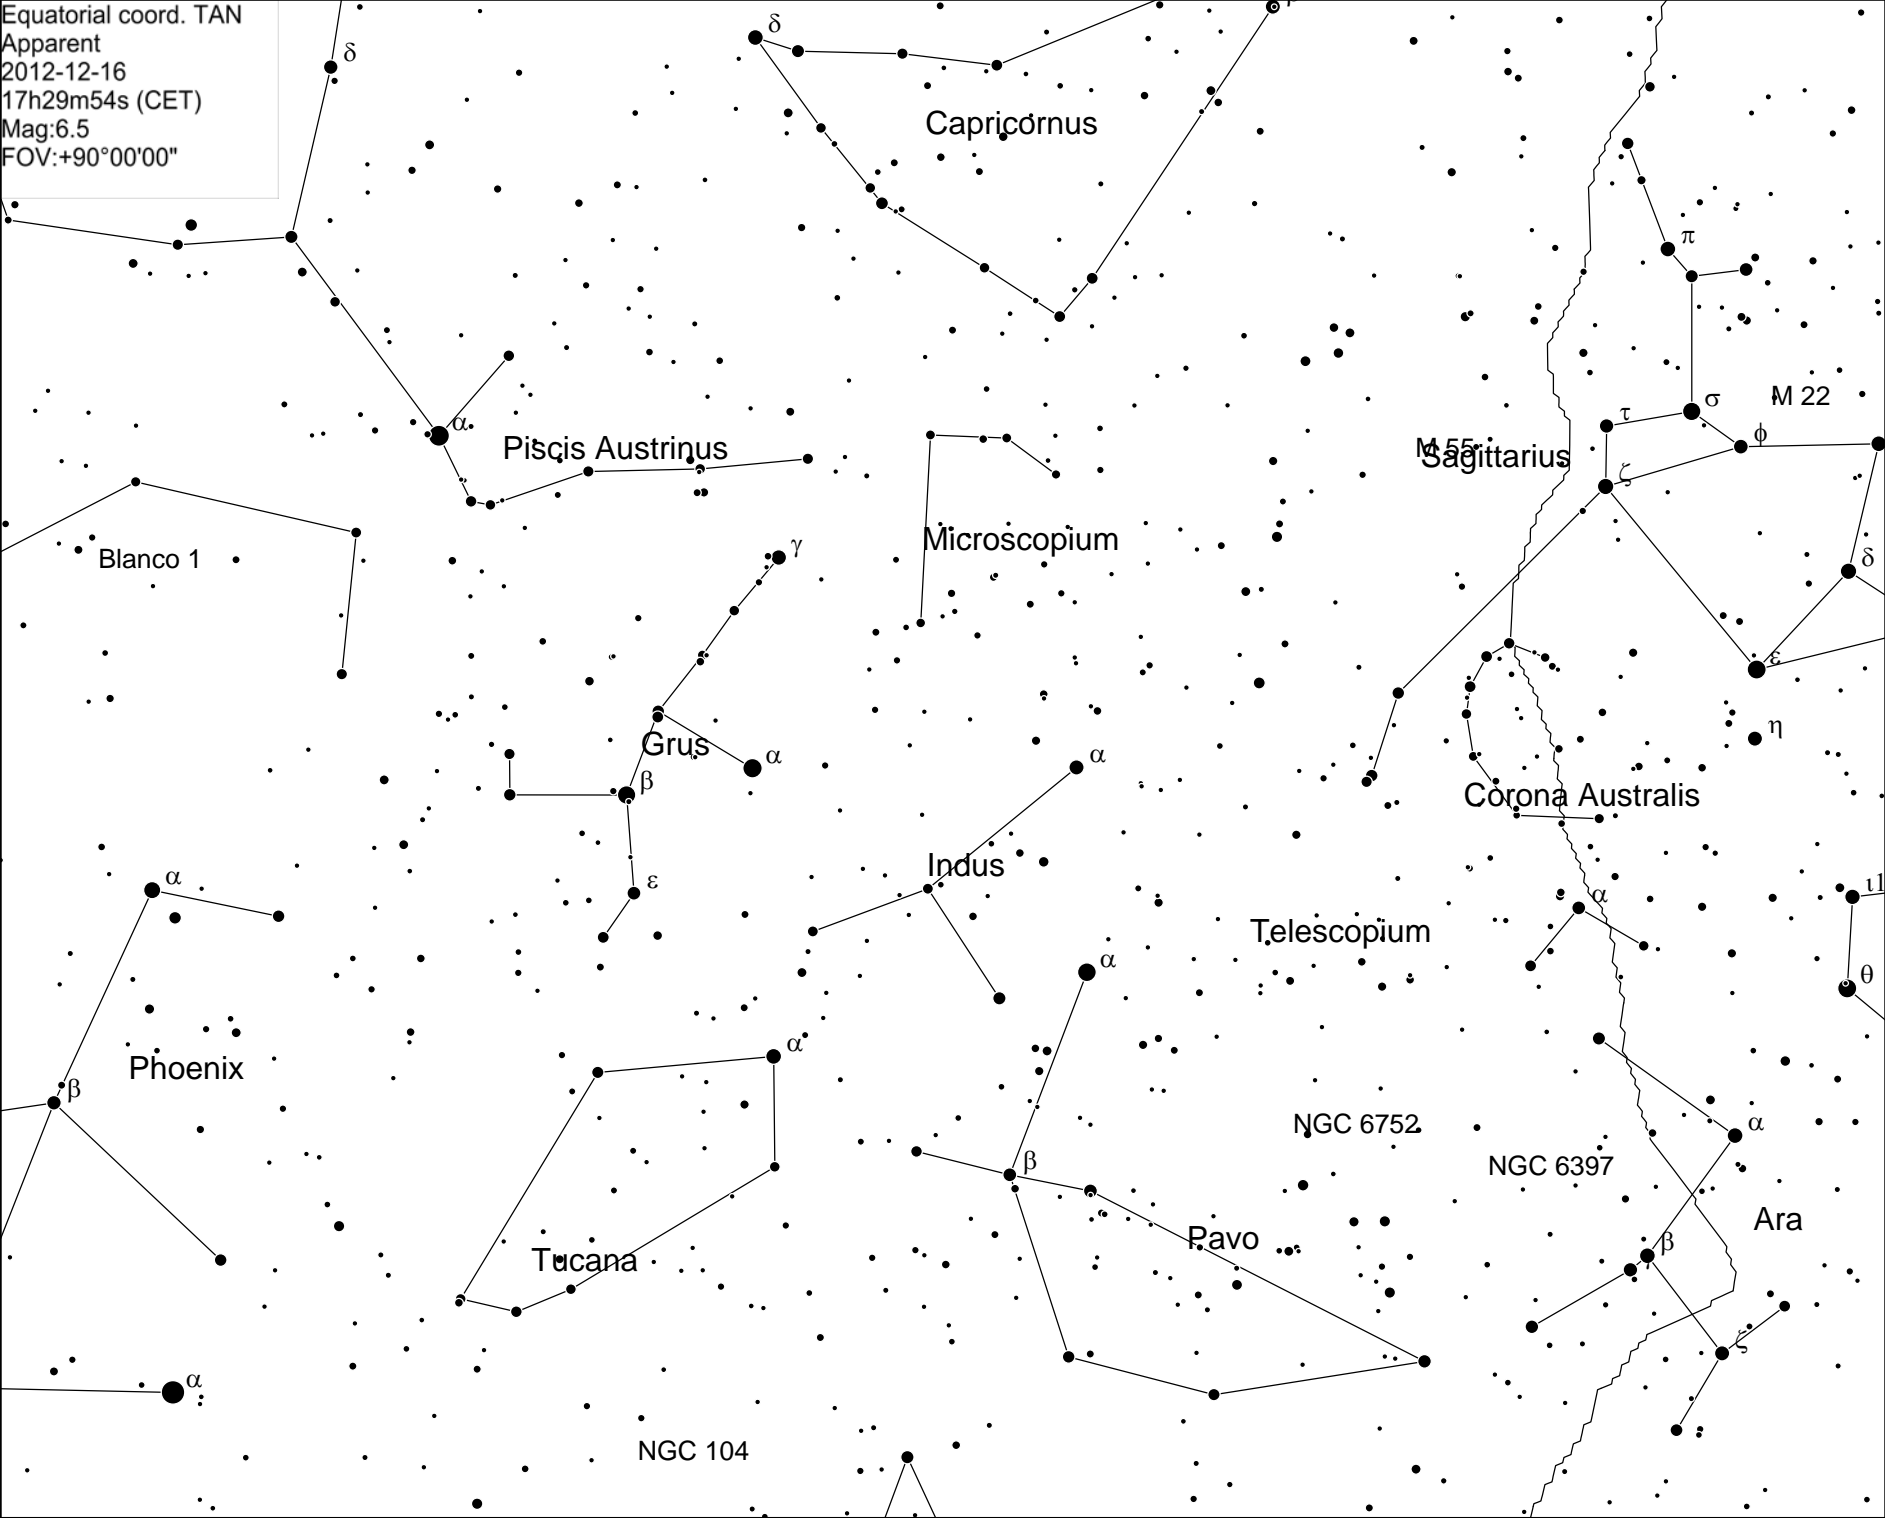 Equatorial coord. TAN
Apparent
2012-12-16
17h29m54s (CET)
Mag:6.5
FOV:+90°00'00"
δ
δ
Capricornus
π
M 22
σ
τ
ϕ
α
Piscis Austrinus
M 55
Sagittarius
ζ
Blanco 1
γ
Microscopium
δ
ε
η
Grus
α
α
β
Corona Australis
Indus
α
ε
ι1
α
Telescopium
α
θ
α
Phoenix
β
NGC 6752
α
β
NGC 6397
Ara
Pavo
β
Tucana
ζ
α
NGC 104